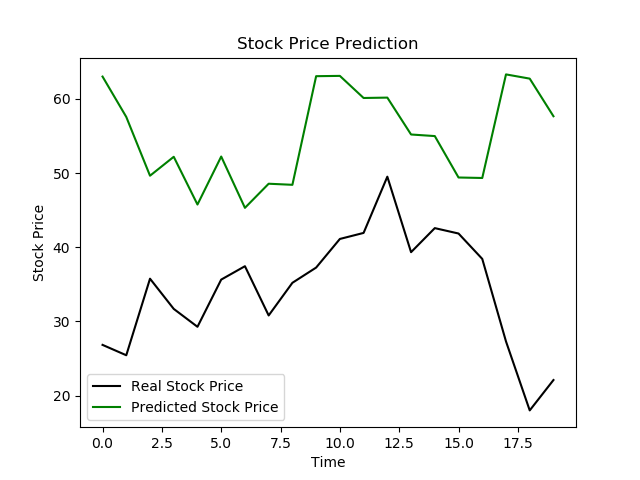 Stock Price Prediction
Stock Price
60
50
40
30
20
Real Stock Price
Predicted Stock Price
0.0 2.5 5.0 7.5 10.0 12.5 15.0 17.5
Time